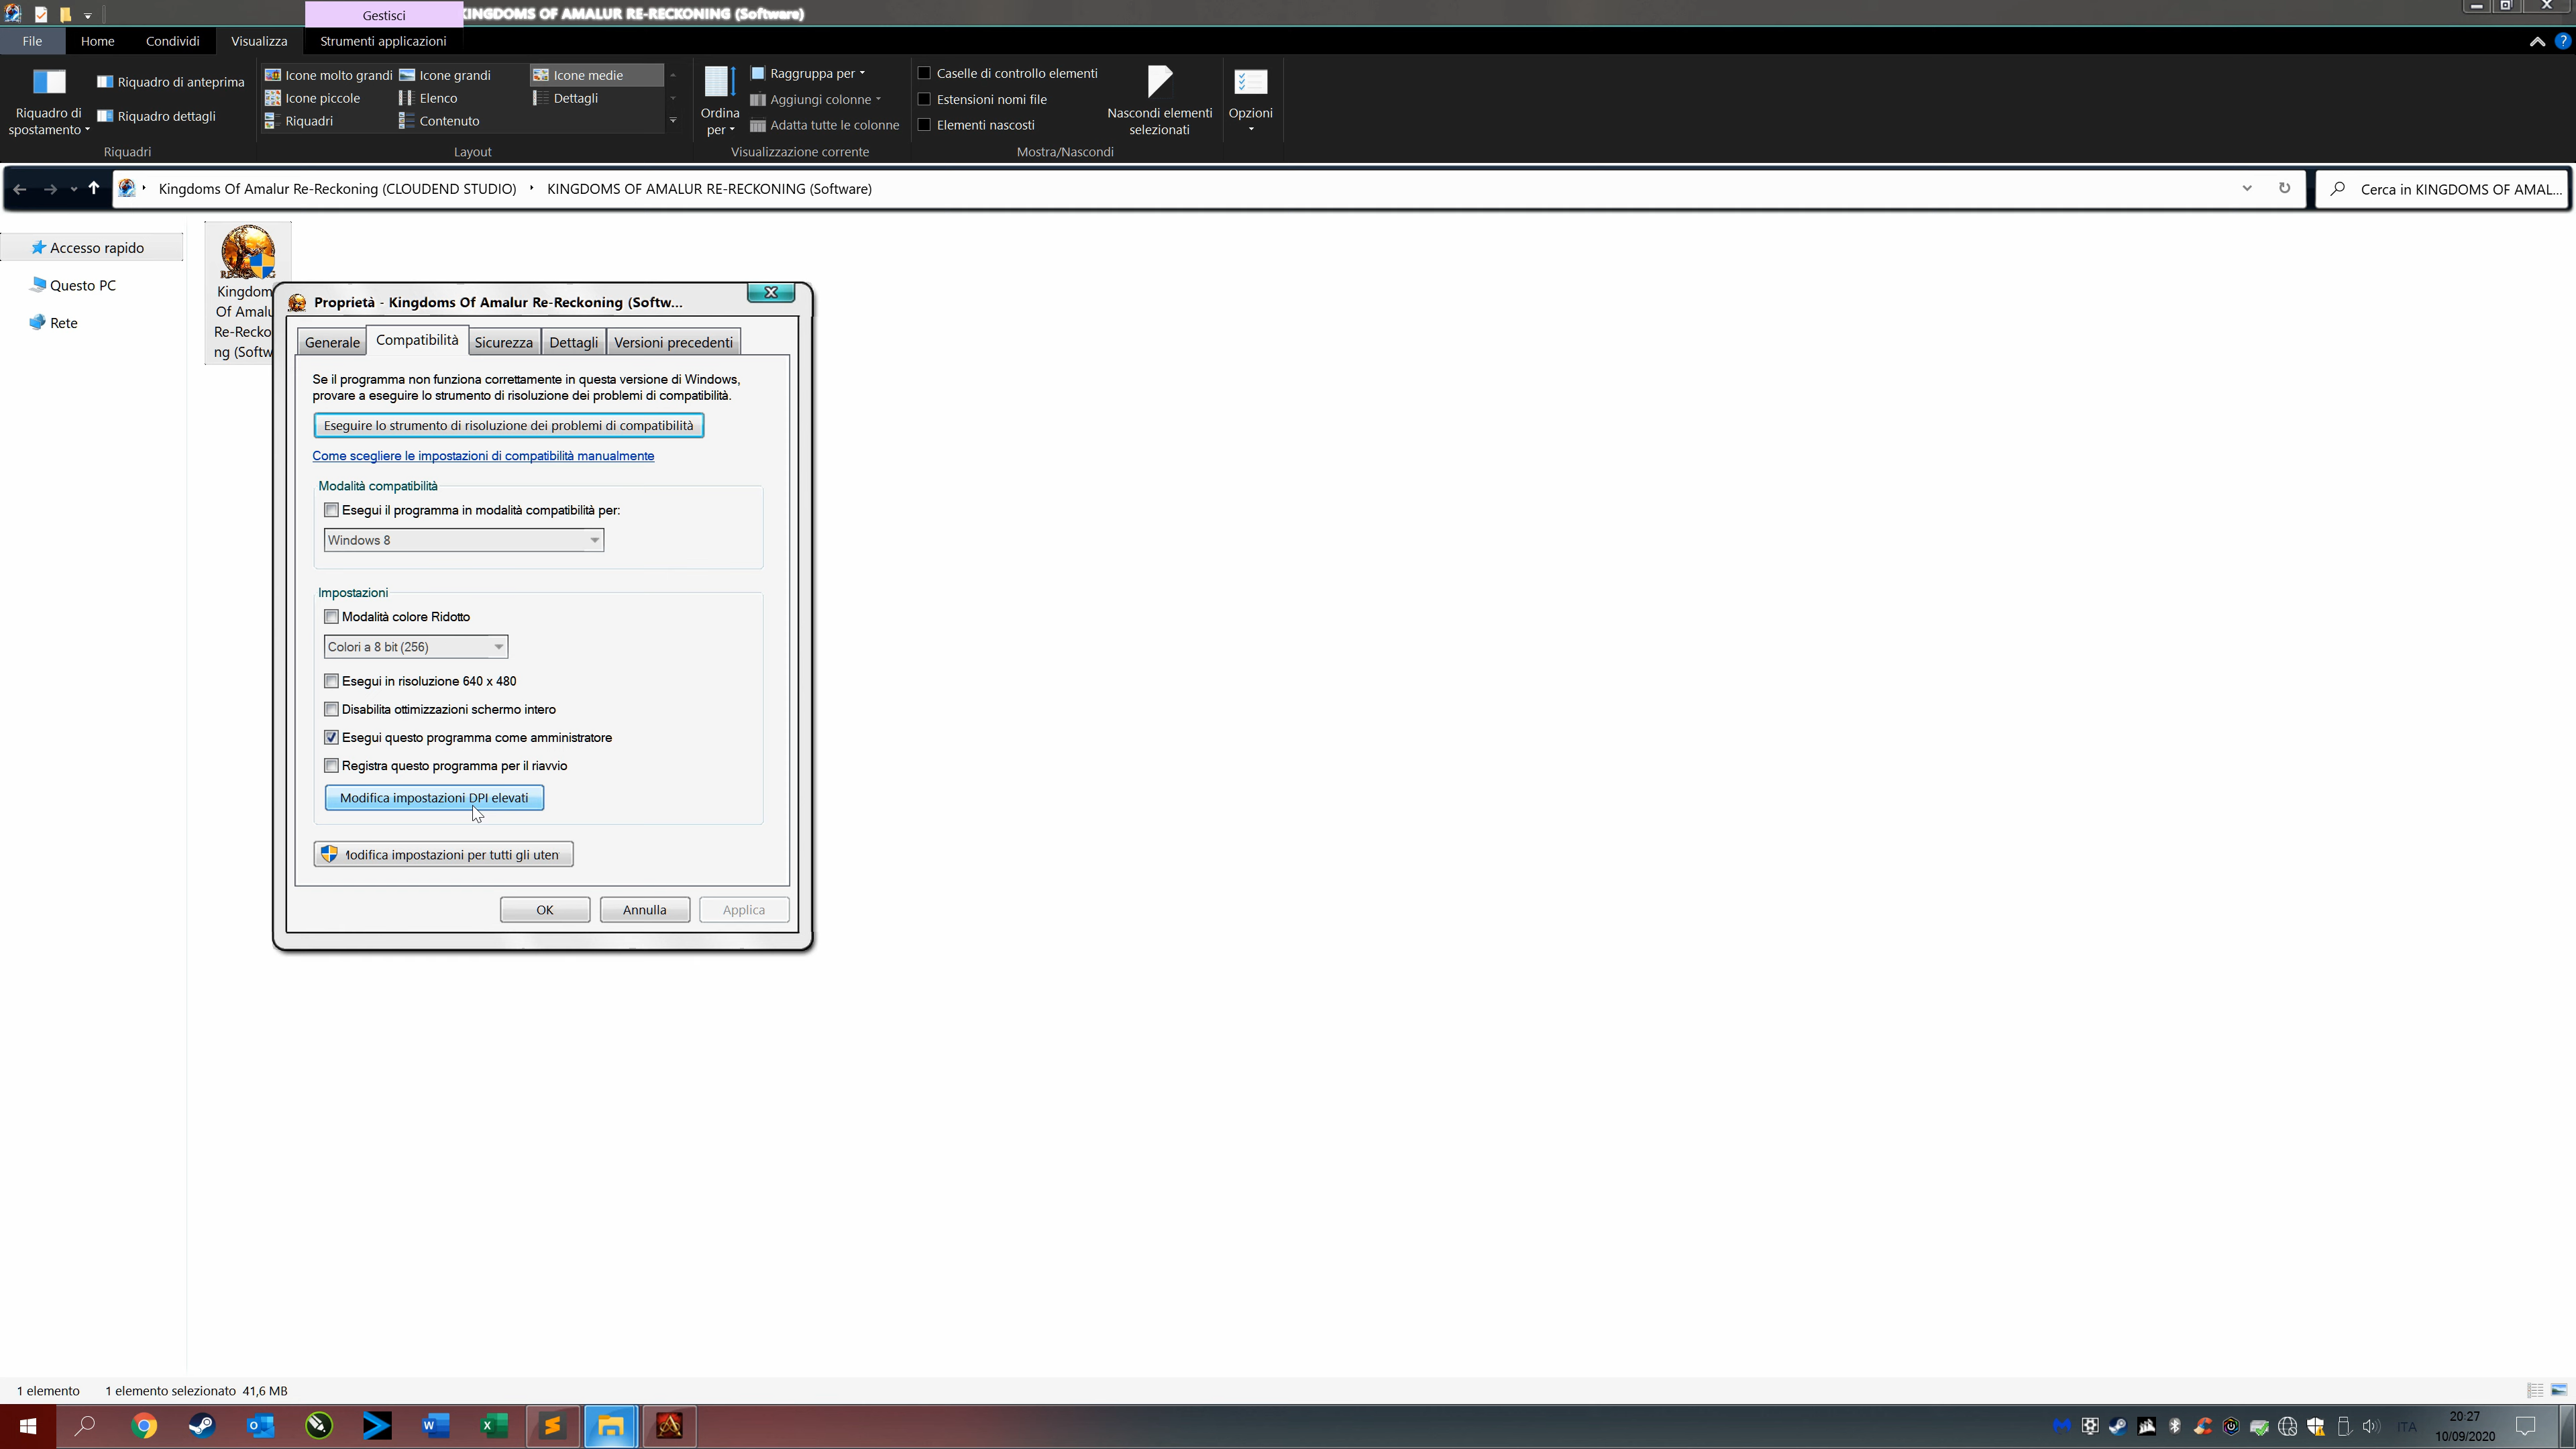 Gestisci
KINGDOMS OF AMALUR RE-RECKONING (Software)
File
Home
Condividi
Visualizza
Strumenti applicazioni
Riquadro di spostamento
Riquadro di anteprima
Riquadro dettagli
Riquadri
Icone molto grandi
Icone grandi
Icone medie
Icone piccole
Elenco
Dettagli
Riquadri
Contenuto
Layout
Ordina per
Raggruppa per
Aggiungi colonne
Adatta tutte le colonne
Visualizzazione corrente
Caselle di controllo elementi
Estensioni nomi file
Elementi nascosti
Nascondi elementi selezionati
Mostra/Nascondi
Opzioni
Kingdoms Of Amalur Re-Reckoning (CLOUDEND STUDIO)
KINGDOMS OF AMALUR RE-RECKONING (Software)
Cerca in KINGDOMS OF AMAL...
Accesso rapido
Questo PC
Rete
Kingdom
Of Amalu
Re-Recko
ng (Softw
Proprietà - Kingdoms Of Amalur Re-Reckoning (Softw...
Generale
Compatibilità
Sicurezza
Dettagli
Versioni precedenti
Se il programma non funziona correttamente in questa versione di Windows,
provare a eseguire lo strumento di risoluzione dei problemi di compatibilità.
Eseguire lo strumento di risoluzione dei problemi di compatibilità
Come scegliere le impostazioni di compatibilità manualmente
Modalità compatibilità
Esegui il programma in modalità compatibilità per:
Windows 8
Impostazioni
Modalità colore Ridotto
Colori a 8 bit (256)
Esegui in risoluzione 640 x 480
Disabilita ottimizzazioni schermo intero
Esegui questo programma come amministratore
Registra questo programma per il riavvio
Modifica impostazioni DPI elevati
Modifica impostazioni per tutti gli uten
OK
Annulla
Applica
1 elemento
1 elemento selezionato 41,6 MB
ITA
20:27
10/09/2020